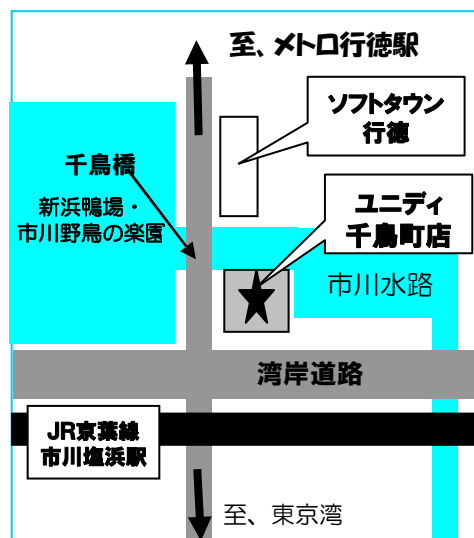 至、メトロ行徳駅
ソフトタウン
行徳
千鳥橋
新浜鴨場・
市川野鳥の楽園
ユニディ
千鳥町店
市川水路
湾岸道路
JR京葉線
市川塩浜駅
至、東京湾